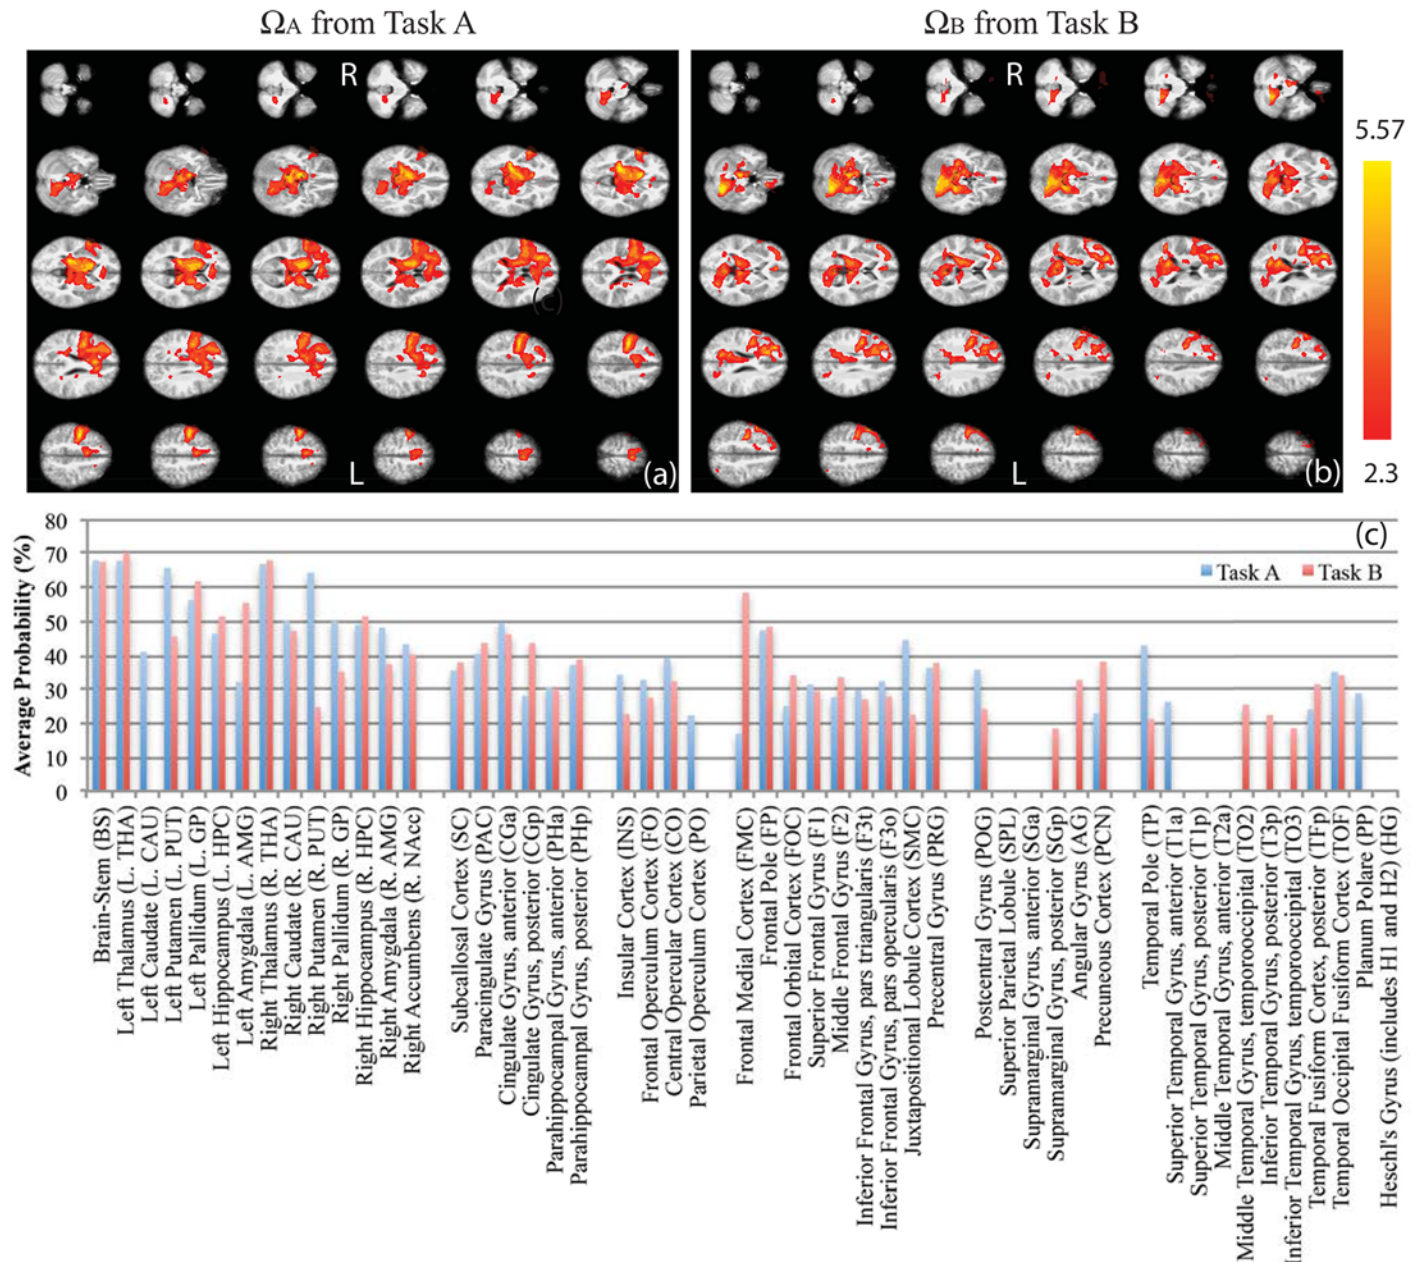 ΩA from Task A
ΩB from Task B
R
R
5.57
(c)
L
(a)
L
(b)
2.3
(c)
Average Probability (%)
80
70
60
50
40
30
20
10
0
Task A
Task B
Brain-Stem (BS)
Left Thalamus (L. THA)
Left Caudate (L. CAU)
Left Putamen (L. PUT)
Left Pallidum (L. GP)
Left Hippocampus (L. HPC)
Left Amygdala (L. AMG)
Right Thalamus (R. THA)
Right Caudate (R. CAU)
Right Putamen (R. PUT)
Right Pallidum (R. GP)
Right Hippocampus (R. HPC)
Right Amygdala (R. AMG)
Right Accumbens (R. NAcc)
Subcallosal Cortex (SC)
Paracingulate Gyrus (PAC)
Cingulate Gyrus, anterior (CGa)
Cingulate Gyrus, posterior (CGp)
Parahippocampal Gyrus, anterior (PHa)
Parahippocampal Gyrus, posterior (PHp)
Insular Cortex (INS)
Frontal Operculum Cortex (FO)
Central Opercular Cortex (CO)
Parietal Operculum Cortex (PO)
Frontal Medial Cortex (FMC)
Frontal Pole (FP)
Frontal Orbital Cortex (FOC)
Superior Frontal Gyrus (F1)
Middle Frontal Gyrus (F2)
Inferior Frontal Gyrus, pars triangularis (F3t)
Inferior Frontal Gyrus, pars opercularis (F3o)
Juxtapositional Lobule Cortex (SMC)
Precentral Gyrus (PRG)
Postcentral Gyrus (POG)
Superior Parietal Lobule (SPL)
Supramarginal Gyrus, anterior (SGa)
Supramarginal Gyrus, posterior (SGp)
Angular Gyrus (AG)
Precuneous Cortex (PCN)
Temporal Pole (TP)
Superior Temporal Gyrus, anterior (T1a)
Superior Temporal Gyrus, posterior (T1p)
Middle Temporal Gyrus, anterior (T2a)
Middle Temporal Gyrus, temporooccipital (TO2)
Inferior Temporal Gyrus, posterior (T3p)
Inferior Temporal Gyrus, temporooccipital (TO3)
Temporal Fusiform Cortex, posterior (TFp)
Temporal Occipital Fusiform Cortex (TOF)
Planum Polare (PP)
Heschl's Gyrus (includes H1 and H2) (HG)